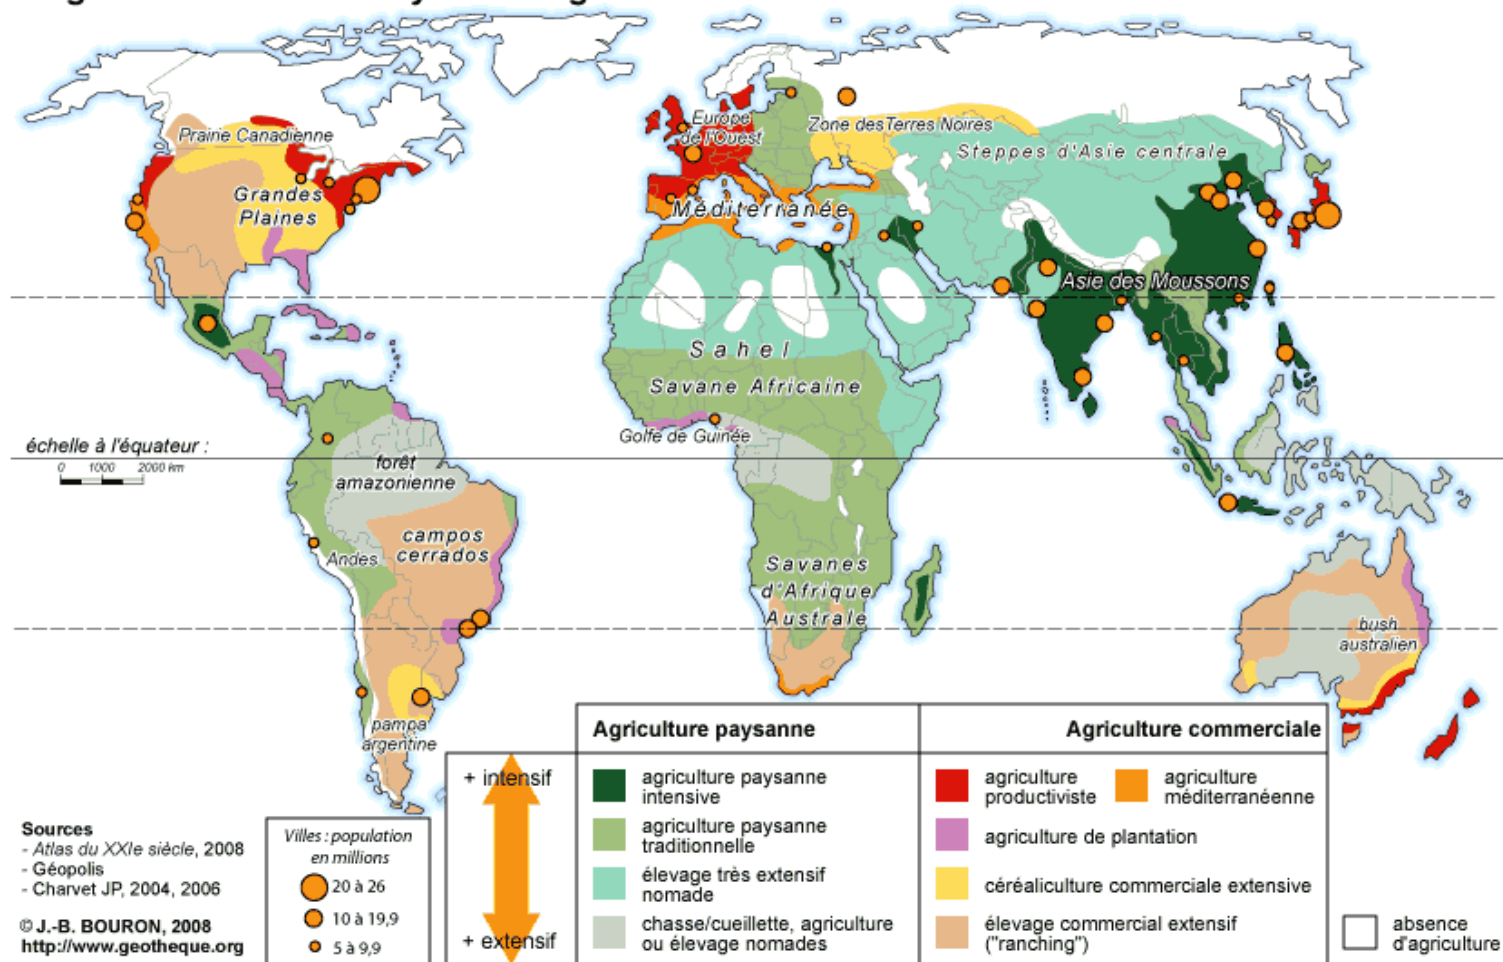 Prairie Canadienne
Grandes
Plaines
Europe
de l'Ouest
Zone des Terres Noires
Steppes d'Asie centrale
Méditerranée
Asie des Moussons
Sahel
Savane Africaine
Golfe de Guinée
échelle à l'équateur :
0 1000 2000 km
forêt
amazonienne
campos
cerrados
Andes
Savanes
d'Afrique
Australe
bush
australien
pampa
argentine
Agriculture paysanne
Agriculture commerciale
+ intensif
+ extensif
agriculture paysanne
intensive
agriculture paysanne
traditionnelle
élevage très extensif
nomade
chasse/cueillette, agriculture
ou élevage nomades
agriculture
productiviste
agriculture
méditerranéenne
agriculture de plantation
céréaliculture commerciale extensive
élevage commercial extensif
("ranching")
absence
d'agriculture
Villes : population
en millions
20 à 26
10 à 19,9
5 à 9,9
Sources
- Atlas du XXIe siècle, 2008
- Géopolis
- Charvet JP, 2004, 2006
© J.-B. BOURON, 2008
http://www.geotheque.org